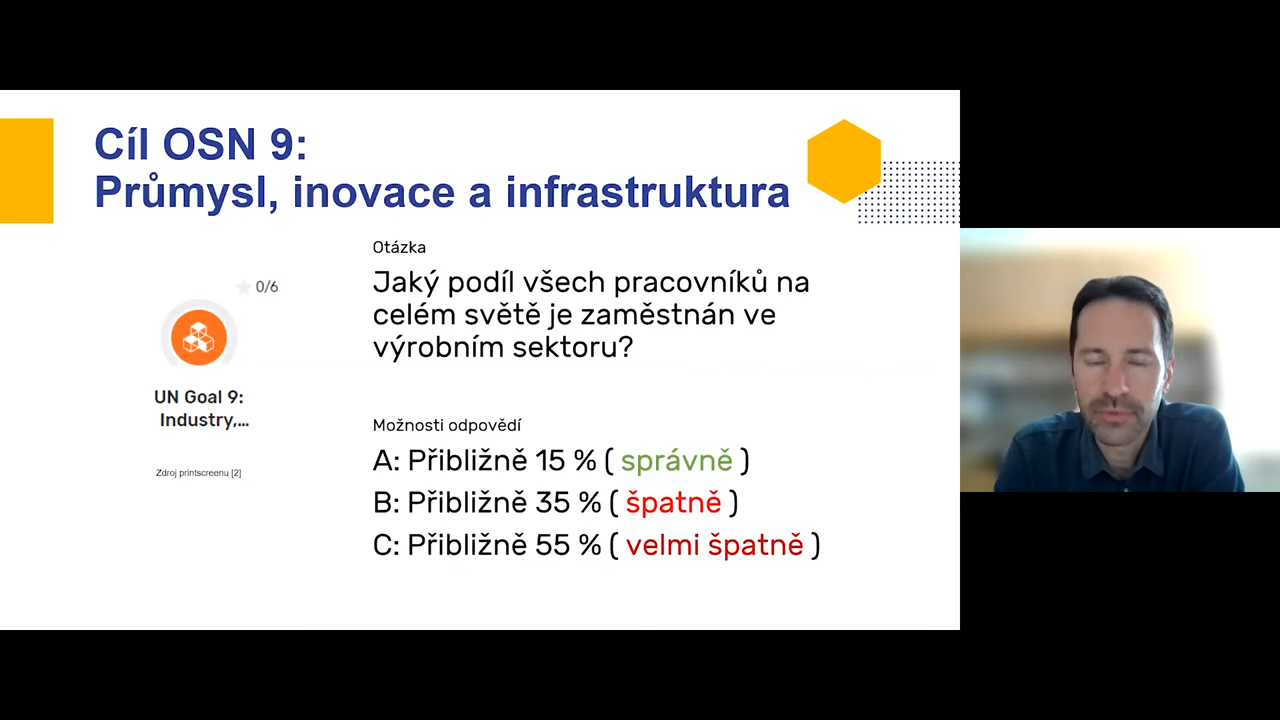 Cíl OSN 9:
Průmysl, inovace a infrastruktura
0/6
UN Goal 9:
Industry,...
Zdroj printscreenu [2]
Otázka
Jaký podíl všech pracovníků na
celém světě je zaměstnán ve
výrobním sektoru?
Možnosti odpovědí
A: Přibližně 15 % ( správně )
B: Přibližně 35 % ( špatně )
C: Přibližně 55 % ( velmi špatně )